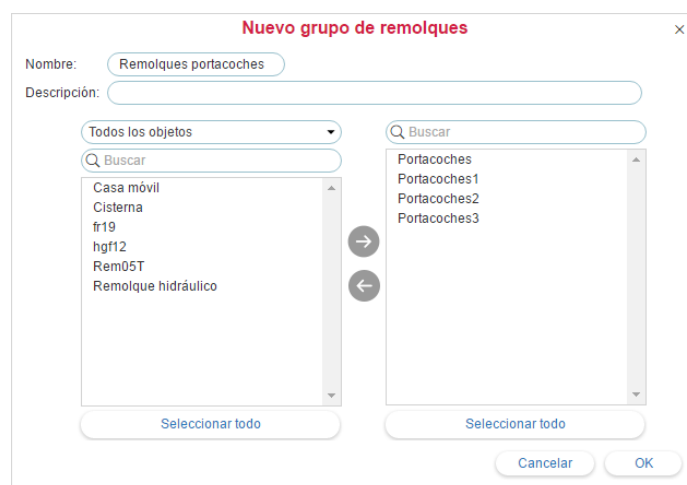 Nuevo grupo de remolques
×
Nombre: Remolques portacoches
Descripción:
Todos los objetos
Buscar
Casa móvil
Cisterna
fr19
hgf12
Rem05T
Remolque hidráulico
Seleccionar todo
Buscar
Portacoches
Portacoches1
Portacoches2
Portacoches3
Seleccionar todo
Cancelar
OK